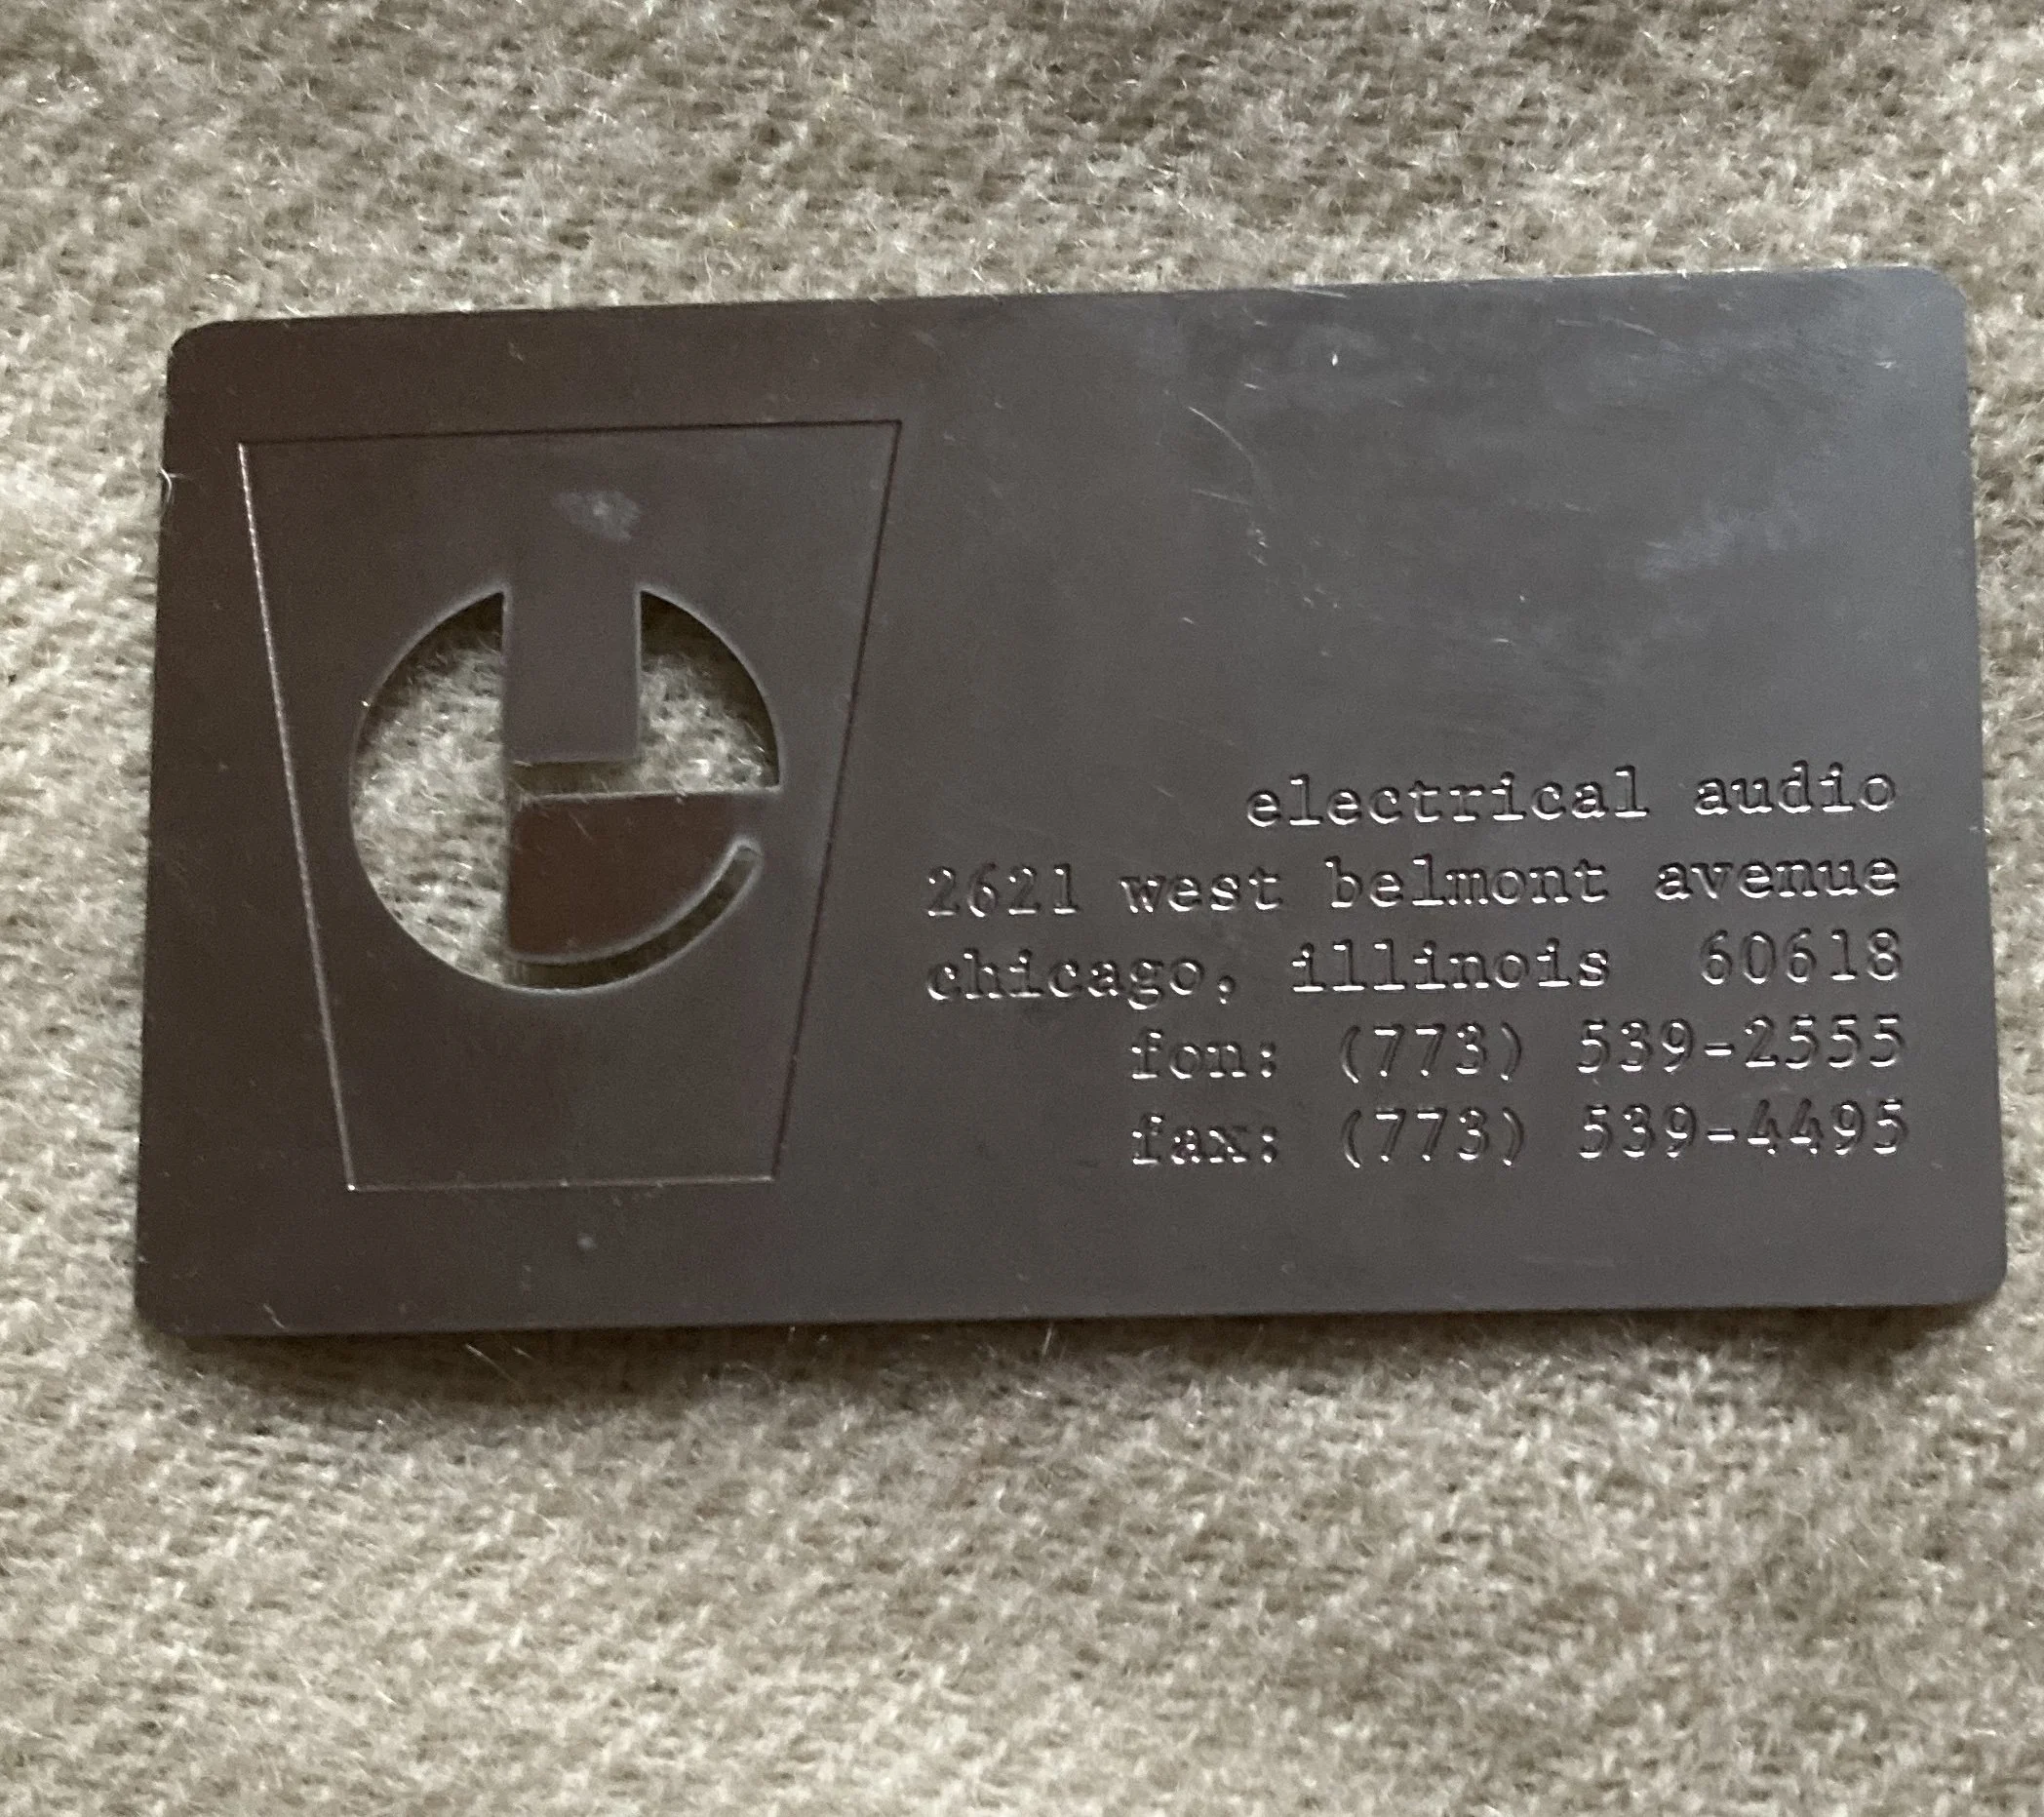 electrical audio
2621 west belmont avenue
chicago, illinois  60618
fon: (773) 539-2555
fax: (773) 539-4495